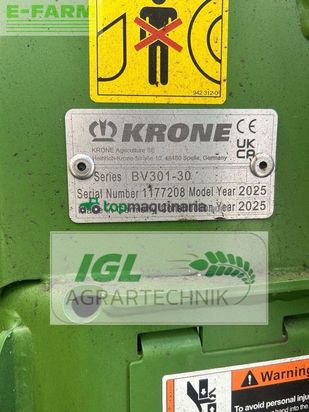 E-FARM
942 312-0
KRONE
CE
UK
CA
KRONE Agriculture SE
Heinrich-Krone-Straße 10, 48480 Spelle, Germany
Series BV301-30
Serial Number 1177208 Model Year 2025
topmaquinaria
Construction Year 2025
IGL
AGRARTECHNIK
Warning
To avoid personal